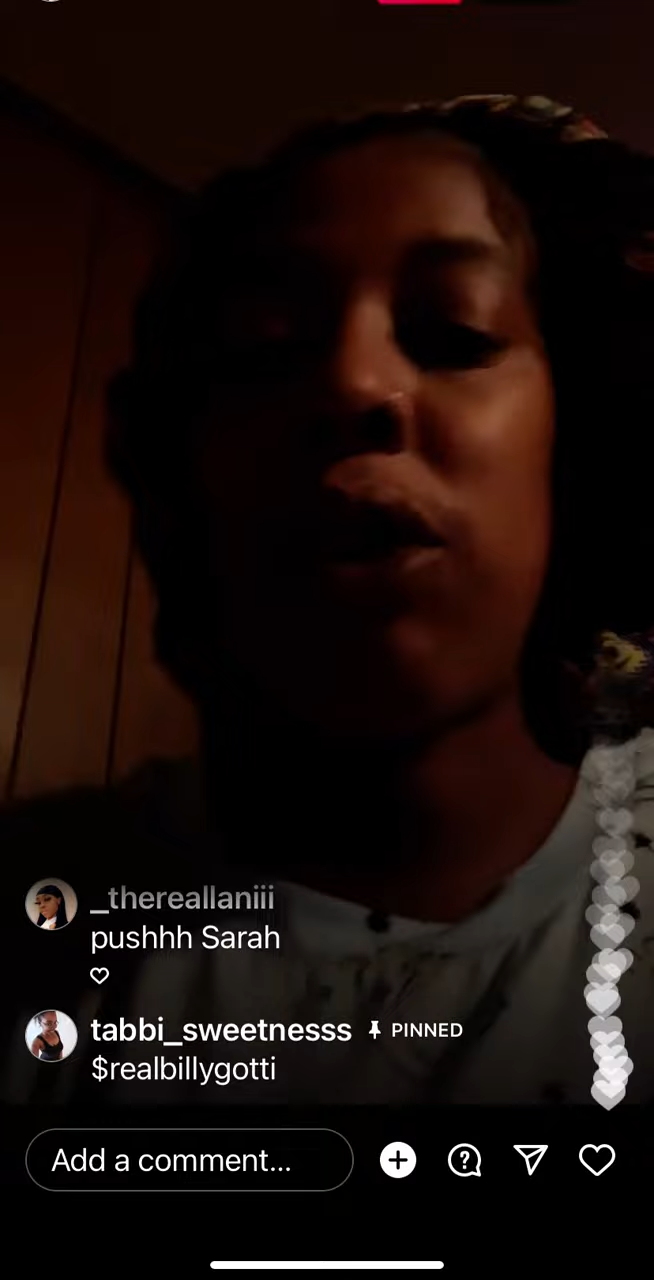 _thereallaniii
pushhh Sarah
tabbi_sweetnesss PINNED
$realbillygotti
Add a comment...